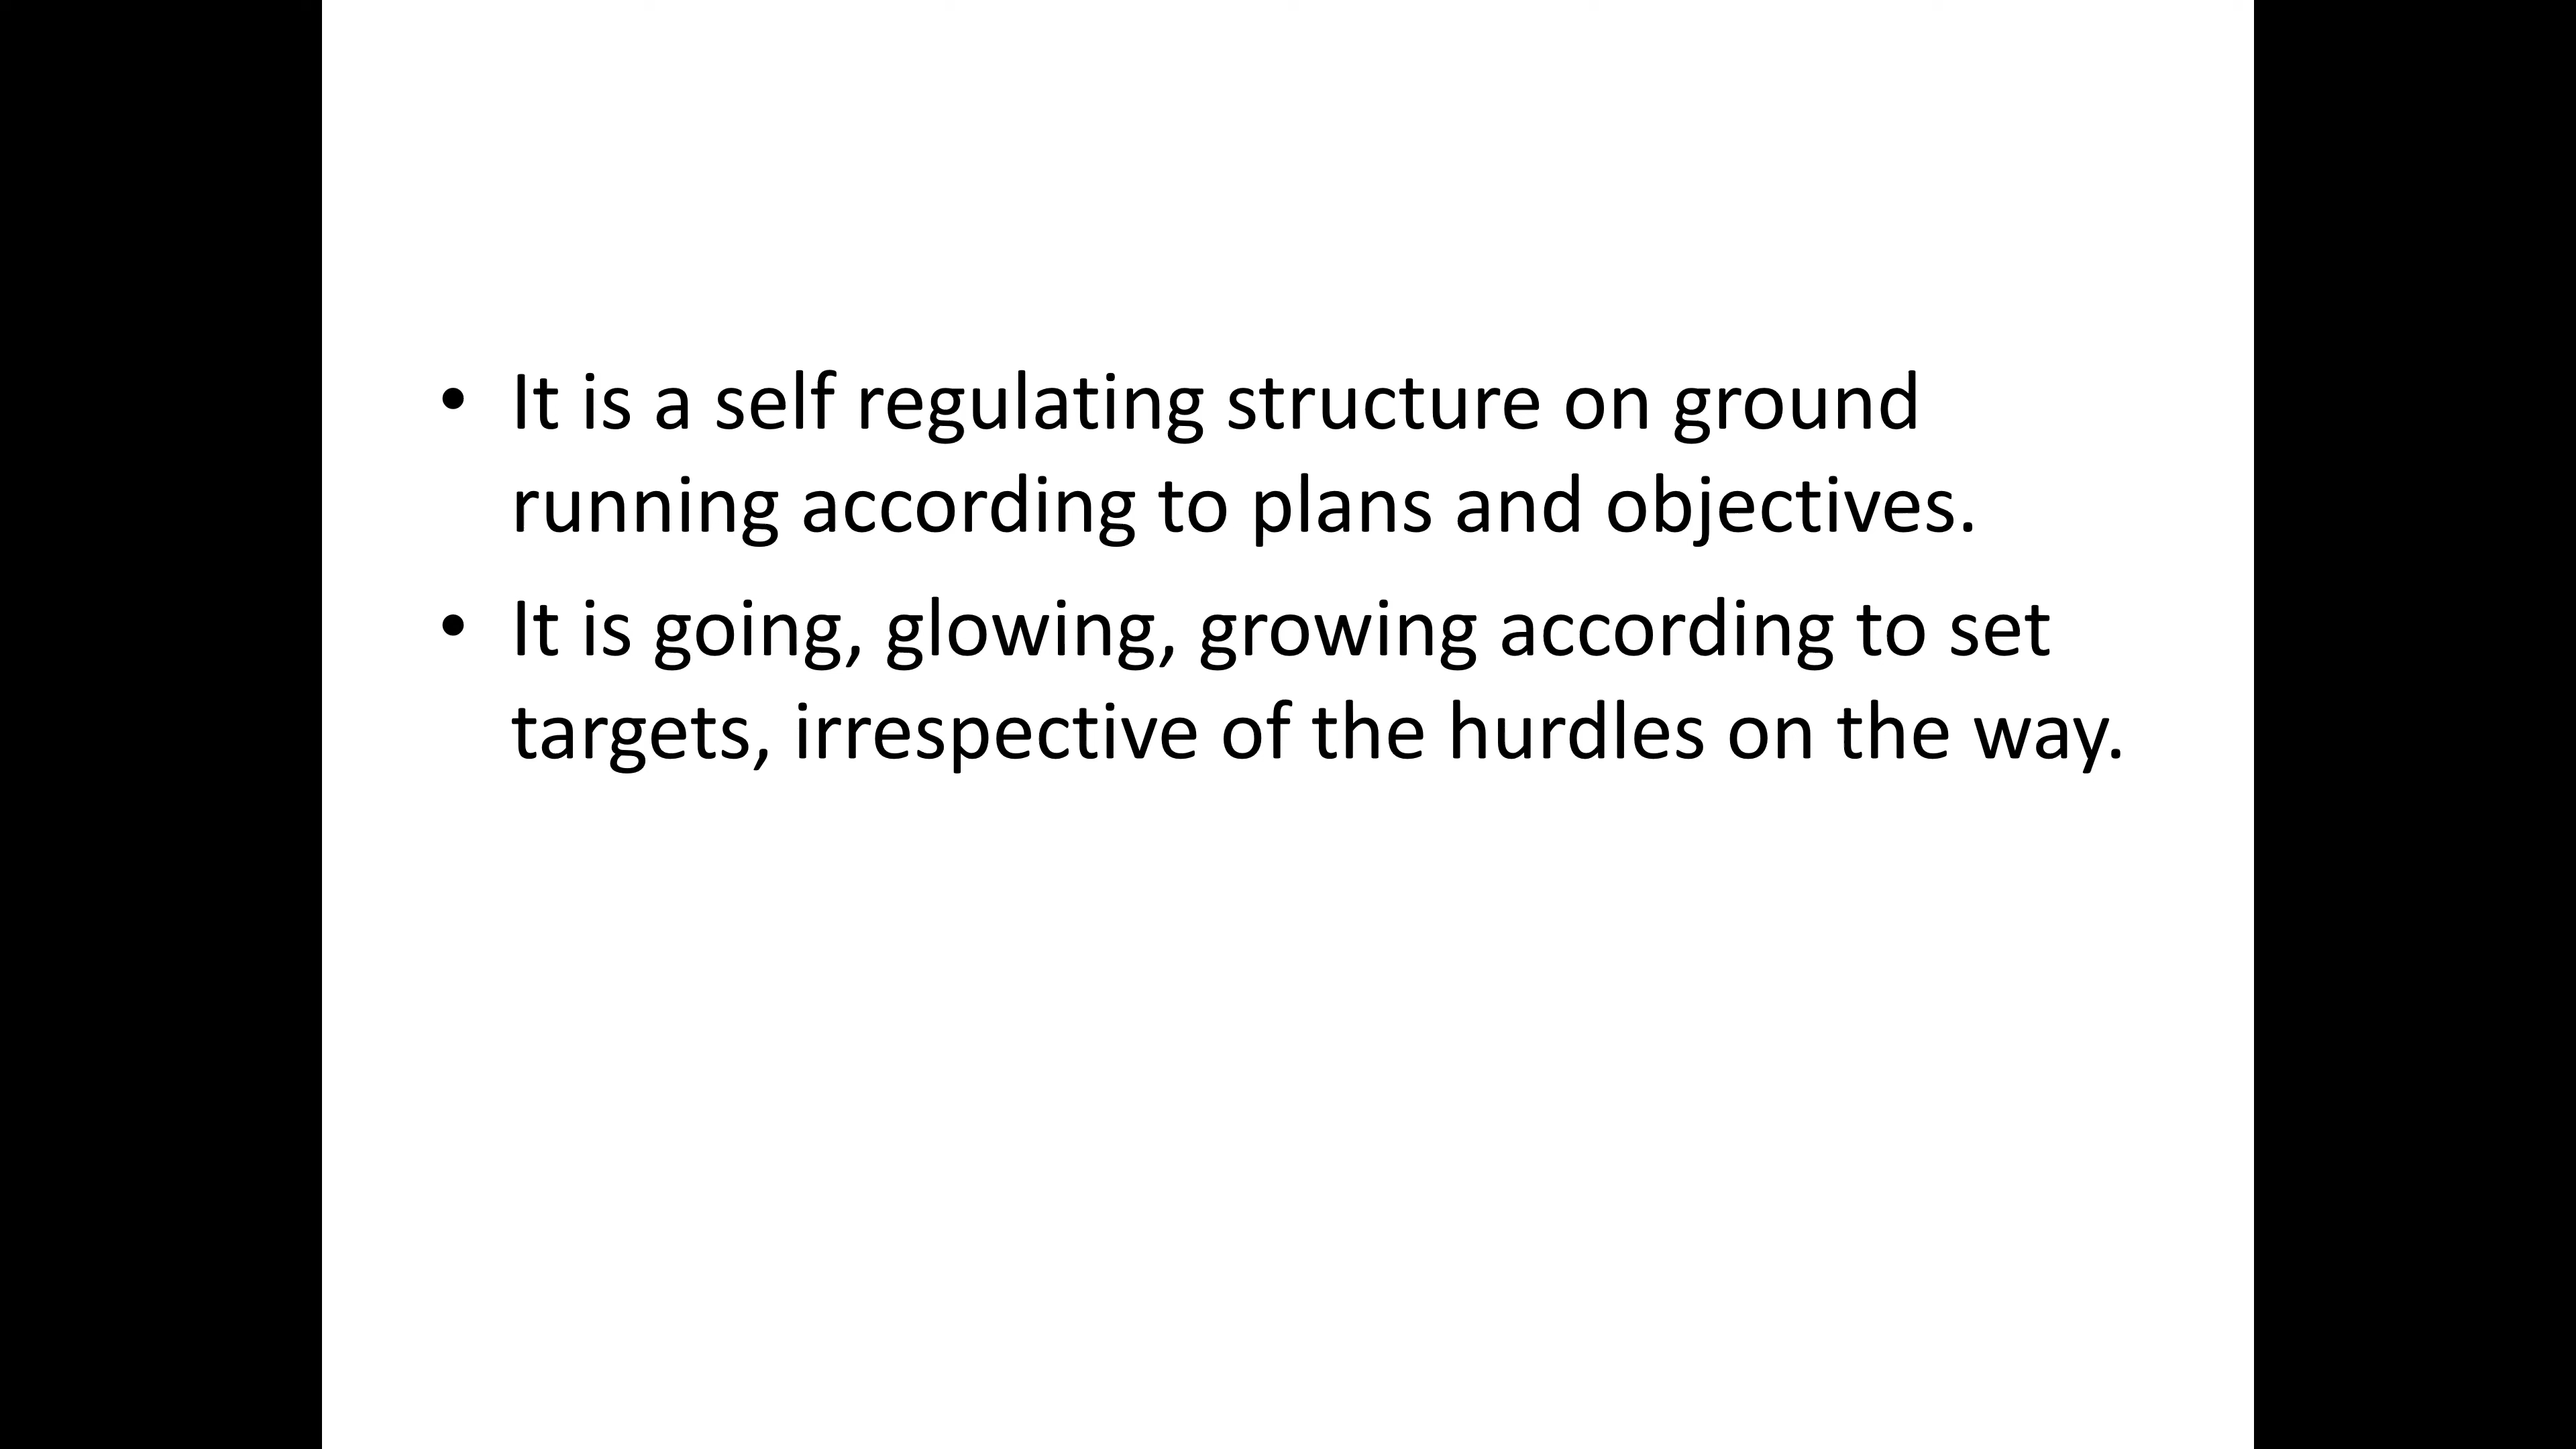 • It is a self regulating structure on ground
running according to plans and objectives.
• It is going, glowing, growing according to set
targets, irrespective of the hurdles on the way.